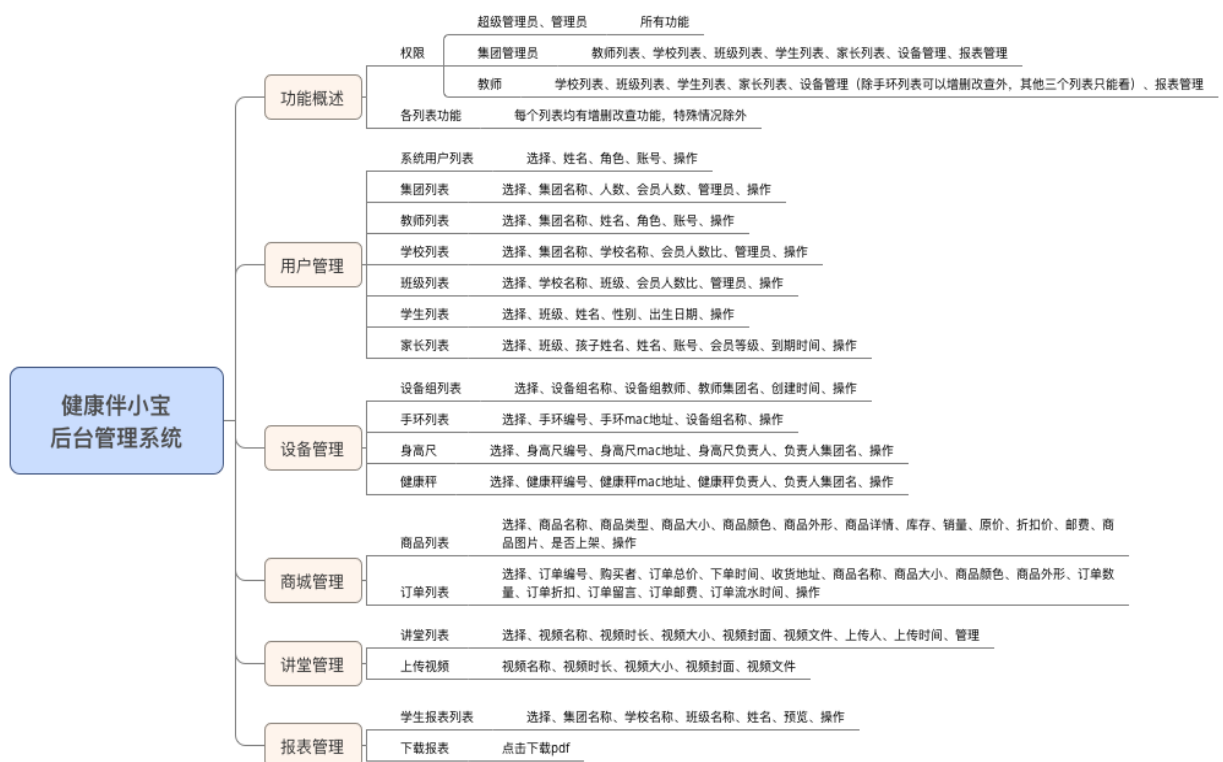 健康伴小宝
后台管理系统
功能概述
权限
超级管理员、管理员 所有功能
集团管理员 教师列表、学校列表、班级列表、学生列表、家长列表、设备管理、报表管理
教师 学校列表、班级列表、学生列表、家长列表、设备管理（除手环列表可以增删改查外，其他三个列表只能看）、报表管理
各列表功能 每个列表均有增删改查功能，特殊情况除外
用户管理
系统用户列表 选择、姓名、角色、账号、操作
集团列表 选择、集团名称、人数、会员人数、管理员、操作
教师列表 选择、集团名称、姓名、角色、账号、操作
学校列表 选择、集团名称、学校名称、会员人数比、管理员、操作
班级列表 选择、学校名称、班级、会员人数比、管理员、操作
学生列表 选择、班级、姓名、性别、出生日期、操作
家长列表 选择、班级、孩子姓名、姓名、账号、会员等级、到期时间、操作
设备管理
设备组列表 选择、设备组名称、设备组教师、教师集团名、创建时间、操作
手环列表 选择、手环编号、手环mac地址、设备组名称、操作
身高尺 选择、身高尺编号、身高尺mac地址、身高尺负责人、负责人集团名、操作
健康秤 选择、健康秤编号、健康秤mac地址、健康秤负责人、负责人集团名、操作
商城管理
商品列表 选择、商品名称、商品类型、商品大小、商品颜色、商品外形、商品详情、库存、销量、原价、折扣价、邮费、商
品图片、是否上架、操作
订单列表 选择、订单编号、购买者、订单总价、下单时间、收货地址、商品名称、商品大小、商品颜色、商品外形、订单数
量、订单折扣、订单留言、订单邮费、订单流水时间、操作
讲堂管理
讲堂列表 选择、视频名称、视频时长、视频大小、视频封面、视频文件、上传人、上传时间、管理
上传视频 视频名称、视频时长、视频大小、视频封面、视频文件
报表管理
学生报表列表 选择、集团名称、学校名称、班级名称、姓名、预览、操作
下载报表 点击下载pdf